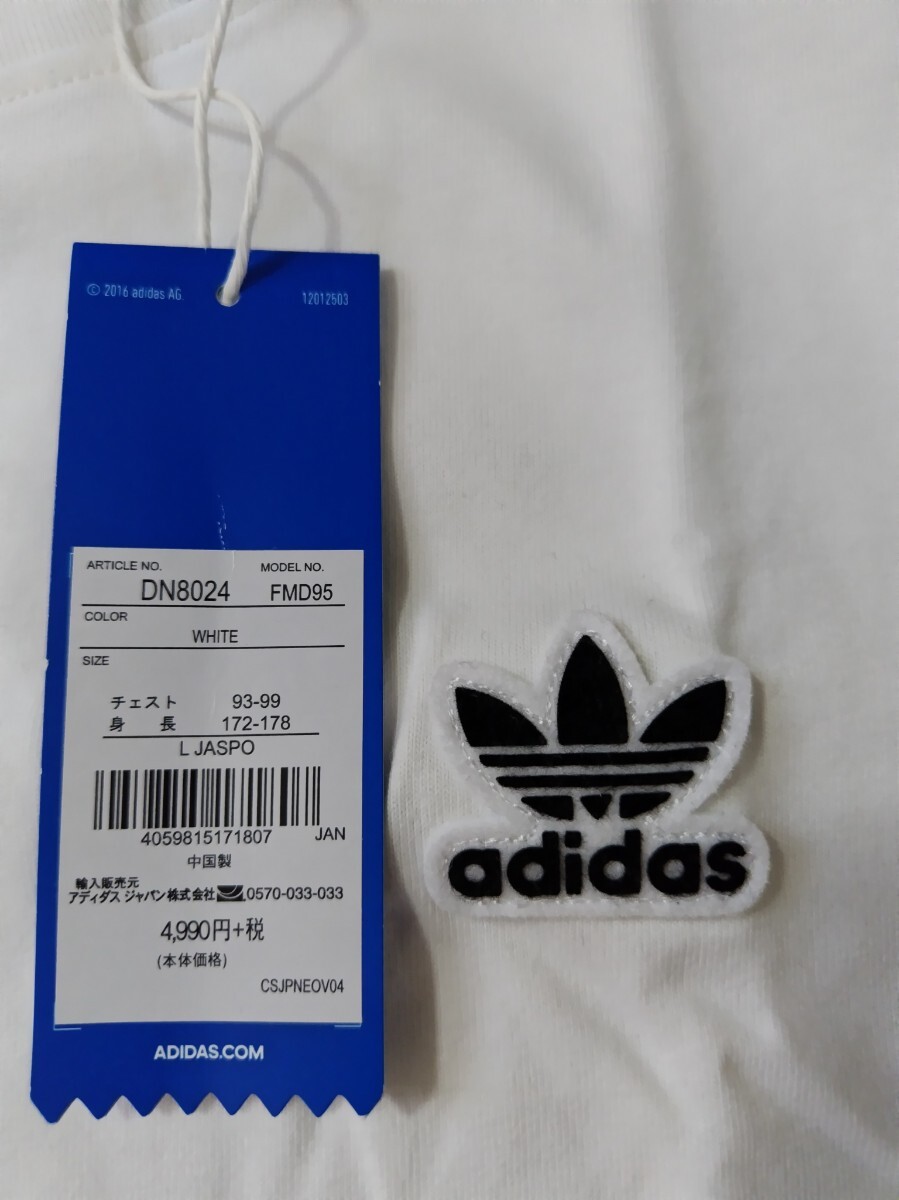 © 2016 adidas AG.
12012503
ARTICLE NO.
MODEL NO.
DN8024
FMD95
COLOR
WHITE
SIZE
チェスト 93-99
身 長 172-178
L JASPO
4059815171807
JAN
中国製
輸入販売元
アディダス ジャパン株式会社 0570-033-033
4,990円+税
(本体価格)
CSJPNEOV04
ADIDAS.COM
adidas